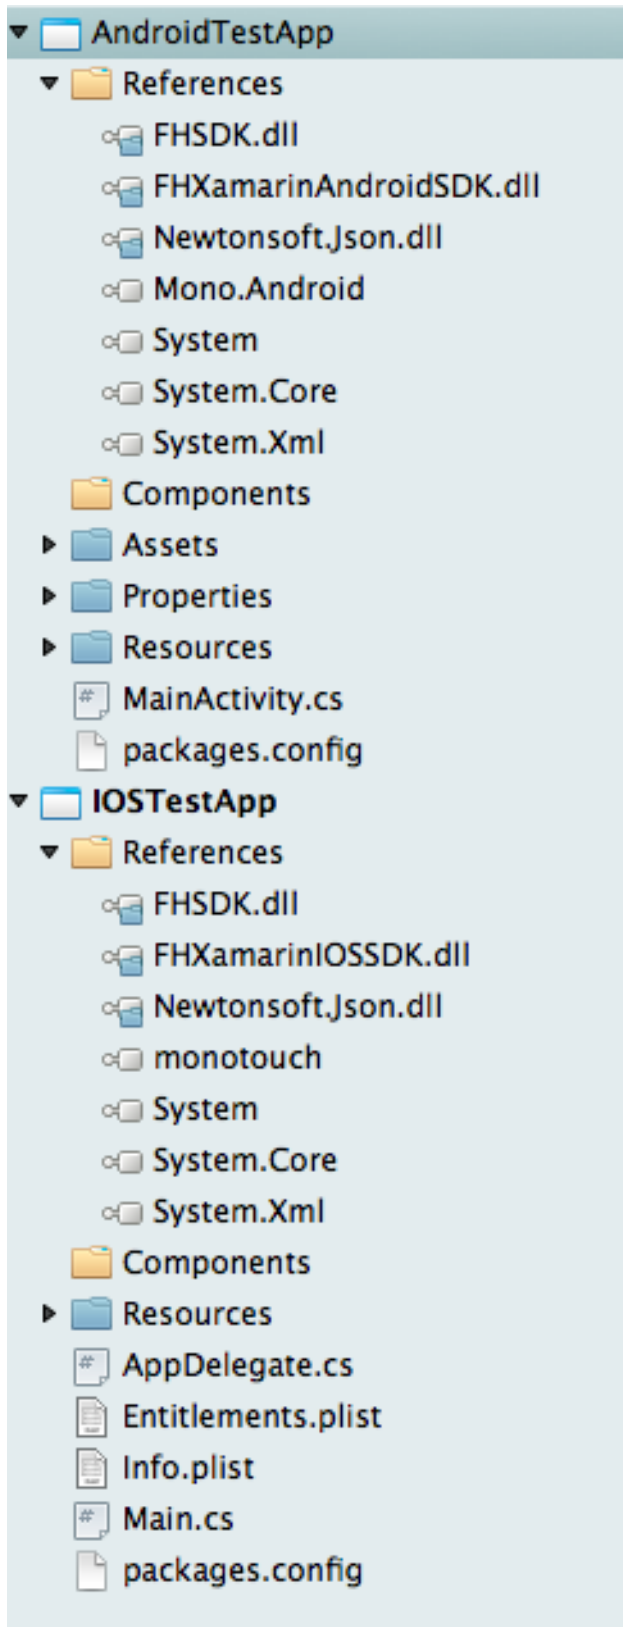 AndroidTestApp
References
FHSDK.dll
FHXamarinAndroidSDK.dll
Newtonsoft.Json.dll
Mono.Android
System
System.Core
System.Xml
Components
Assets
Properties
Resources
MainActivity.cs
packages.config
IOSTestApp
References
FHSDK.dll
FHXamarinIOSSDK.dll
Newtonsoft.Json.dll
monotouch
System
System.Core
System.Xml
Components
Resources
AppDelegate.cs
Entitlements.plist
Info.plist
Main.cs
packages.config